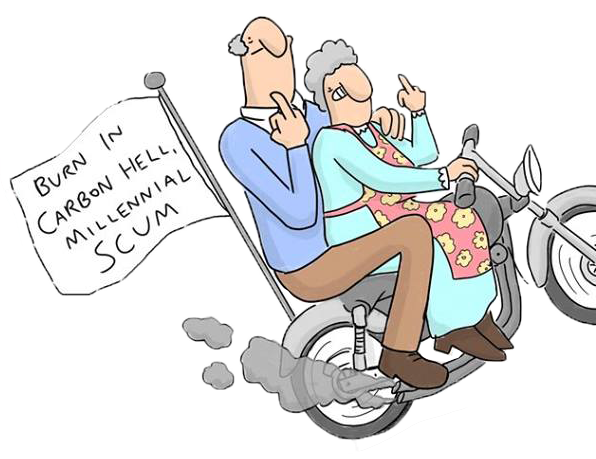 BURN IN
CARBON HELL,
MILLENNIAL
SCUM